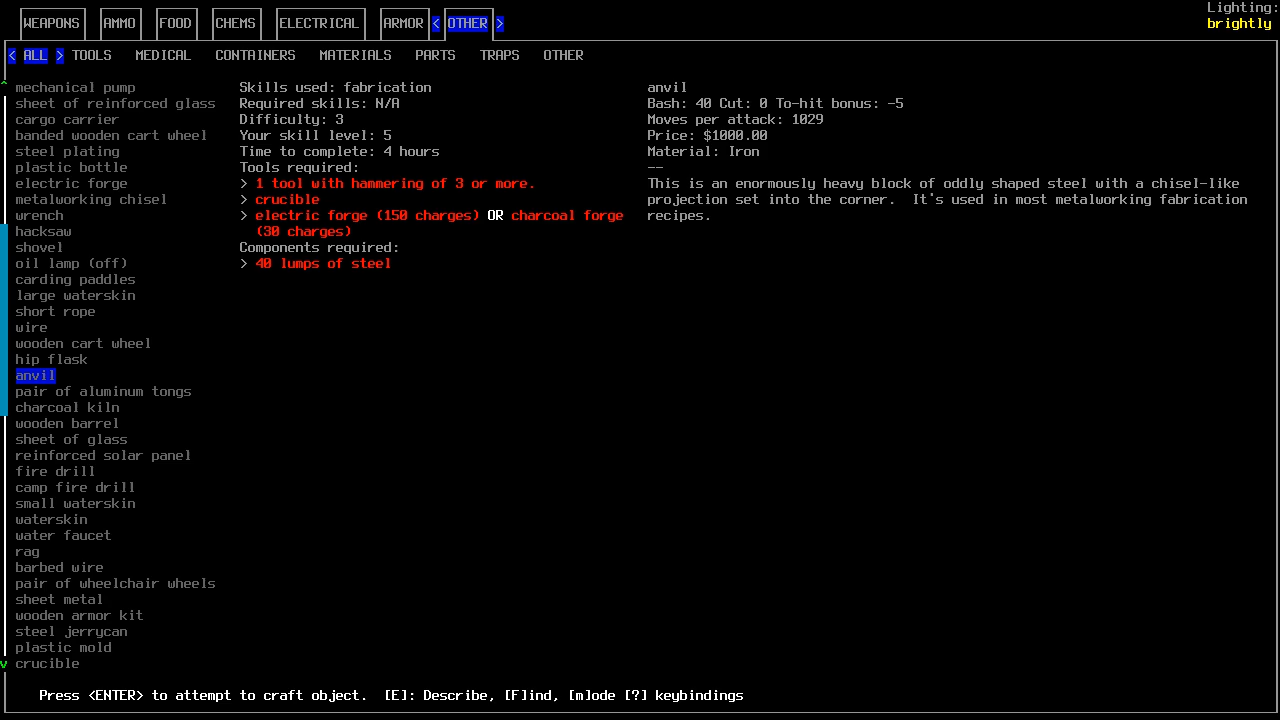 Lighting:
WEAPONS AMMO FOOD CHEMS ELECTRICAL ARMOR < OTHER >
brightly
< ALL > TOOLS MEDICAL CONTAINERS MATERIALS PARTS TRAPS OTHER
^
mechanical pump
sheet of reinforced glass
cargo carrier
banded wooden cart wheel
steel plating
plastic bottle
electric forge
metalworking chisel
wrench
hacksaw
shovel
oil lamp (off)
carding paddles
large waterskin
short rope
wire
wooden cart wheel
hip flask
anvil
pair of aluminum tongs
charcoal kiln
wooden barrel
sheet of glass
reinforced solar panel
fire drill
camp fire drill
small waterskin
waterskin
water faucet
rag
barbed wire
pair of wheelchair wheels
sheet metal
wooden armor kit
steel jerrycan
plastic mold
v crucible
Skills used: fabrication
Required skills: N/A
Difficulty: 3
Your skill level: 5
Time to complete: 4 hours
Tools required:
> 1 tool with hammering of 3 or more.
> crucible
> electric forge (150 charges) OR charcoal forge
(30 charges)
Components required:
> 40 lumps of steel
anvil
Bash: 40 Cut: 0 To-hit bonus: -5
Moves per attack: 1029
Price: $1000.00
Material: Iron
--
This is an enormously heavy block of oddly shaped steel with a chisel-like
projection set into the corner.  It's used in most metalworking fabrication
recipes.
Press <ENTER> to attempt to craft object.  [E]: Describe, [F]ind, [m]ode [?] keybindings